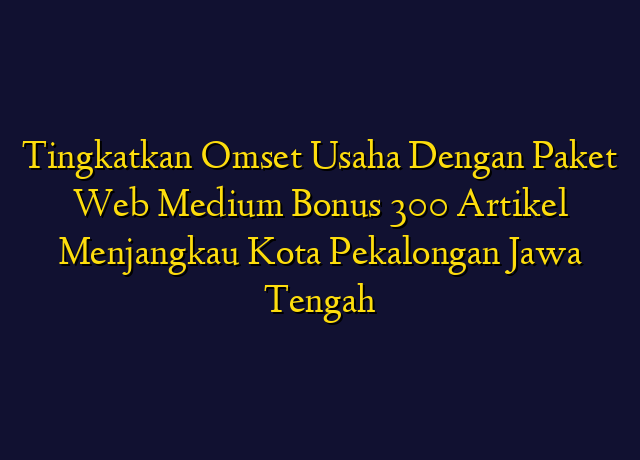 Tingkatkan Omset Usaha Dengan Paket
Web Medium Bonus 300 Artikel
Menjangkau Kota Pekalongan Jawa
Tengah